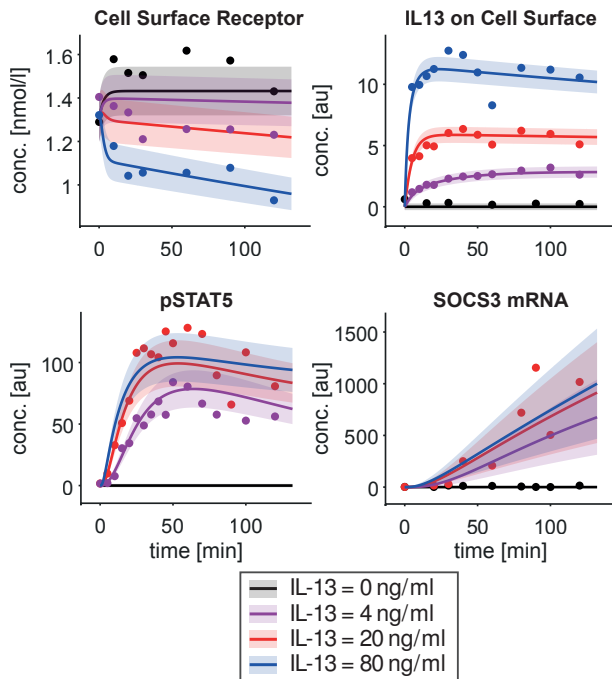 Cell Surface Receptor
IL13 on Cell Surface
conc. [nmol/l]
1.6
1.4
1.2
1
0
50
100
conc. [au]
10
5
0
0
50
100
pSTAT5
SOCS3 mRNA
conc. [au]
100
50
0
0
50
100
time [min]
conc. [au]
1500
1000
500
0
0
50
100
time [min]
IL-13 = 0 ng/ml
IL-13 = 4 ng/ml
IL-13 = 20 ng/ml
IL-13 = 80 ng/ml